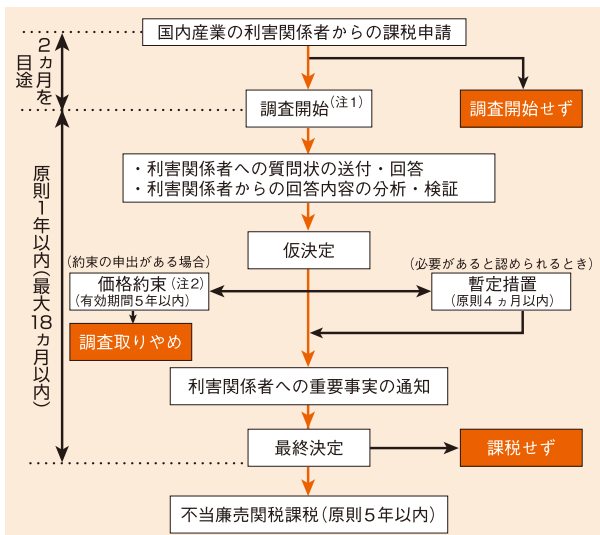 国内産業の利害関係者からの課税申請
2ヵ月を
目途
調査開始(注1)
調査開始せず
・利害関係者への質問状の送付・回答
・利害関係者からの回答内容の分析・検証
原則1年以内(最大18ヵ月以内)
仮決定
(約束の申出がある場合)
価格約束(注2)
(有効期間5年以内)
(必要があると認められるとき)
暫定措置
(原則4ヵ月以内)
調査取りやめ
利害関係者への重要事実の通知
最終決定
課税せず
不当廉売関税課税(原則5年以内)